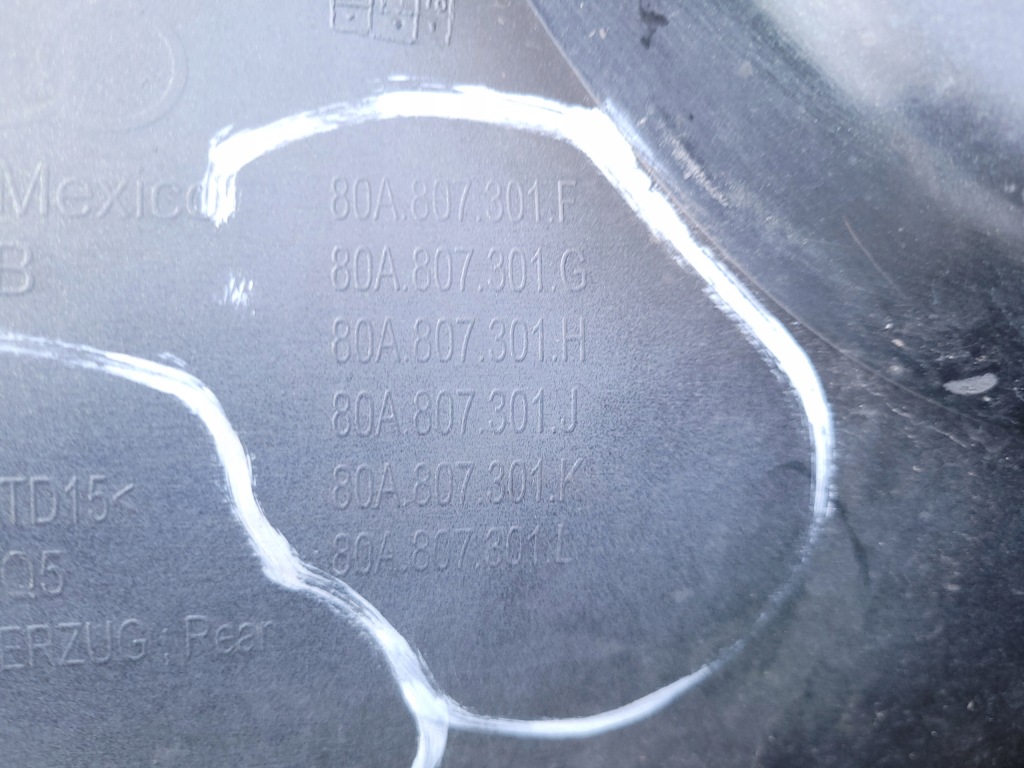 Mexico
B
80A.807.301.F
80A.807.301.G
80A.807.301.H
80A.807.301.J
80A.807.301.K
80A.807.301.L
TD15<
Q5
ERZUG ; Rear